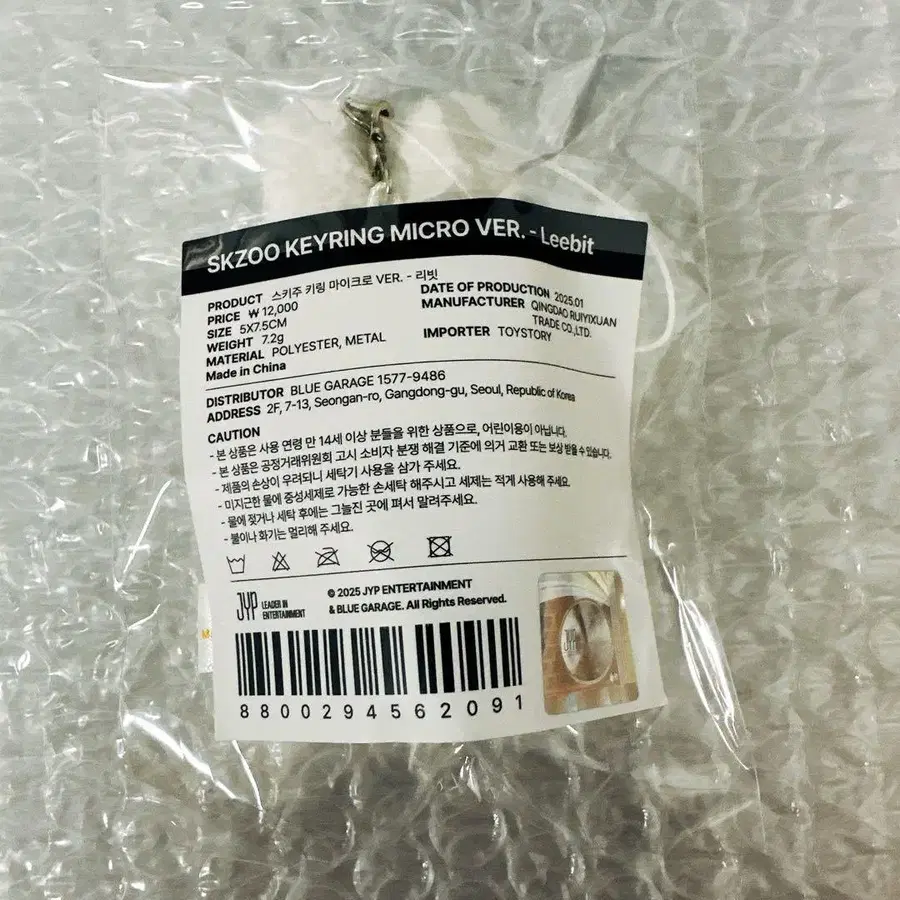 SKZOO KEYRING MICRO VER. - Leebit
PRODUCT 스키주 키링 마이크로 VER. - 리빗
PRICE ₩ 12,000
SIZE 5X7.5CM
WEIGHT 7.2g
MATERIAL POLYESTER, METAL
Made in China
DATE OF PRODUCTION 2025.01
MANUFACTURER QINGDAO RUIYIXUAN
TRADE CO.,LTD.
IMPORTER TOYSTORY
DISTRIBUTOR BLUE GARAGE 1577-9486
ADDRESS 2F, 7-13, Seongan-ro, Gangdong-gu, Seoul, Republic of Korea
CAUTION
- 본 상품은 사용 연령 만 14세 이상 분들을 위한 상품으로, 어린이용이 아닙니다.
- 본 상품은 공정거래위원회 고시 소비자 분쟁 해결 기준에 의거 교환 또는 보상 받을 수 있습니다.
- 제품의 손상이 우려되니 세탁기 사용을 삼가 주세요.
- 미지근한 물에 중성세제로 가능한 손세탁 해주시고 세제는 적게 사용해 주세요.
- 물에 젖거나 세탁 후에는 그늘진 곳에 펴서 말려주세요.
- 불이나 화기는 멀리해 주세요.
JYP LEADER IN
ENTERTAINMENT
© 2025 JYP ENTERTAINMENT
& BLUE GARAGE. All Rights Reserved.
8800294562091
JYP